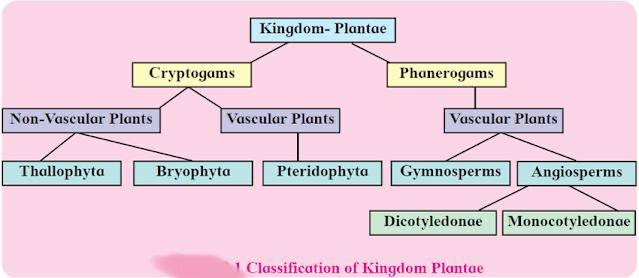 Kingdom- Plantae
Cryptogams
Phanerogams
Non-Vascular Plants
Vascular Plants
Vascular Plants
Thallophyta
Bryophyta
Pteridophyta
Gymnosperms
Angiosperms
Dicotyledonae
Monocotyledonae
1 Classification of Kingdom Plantae